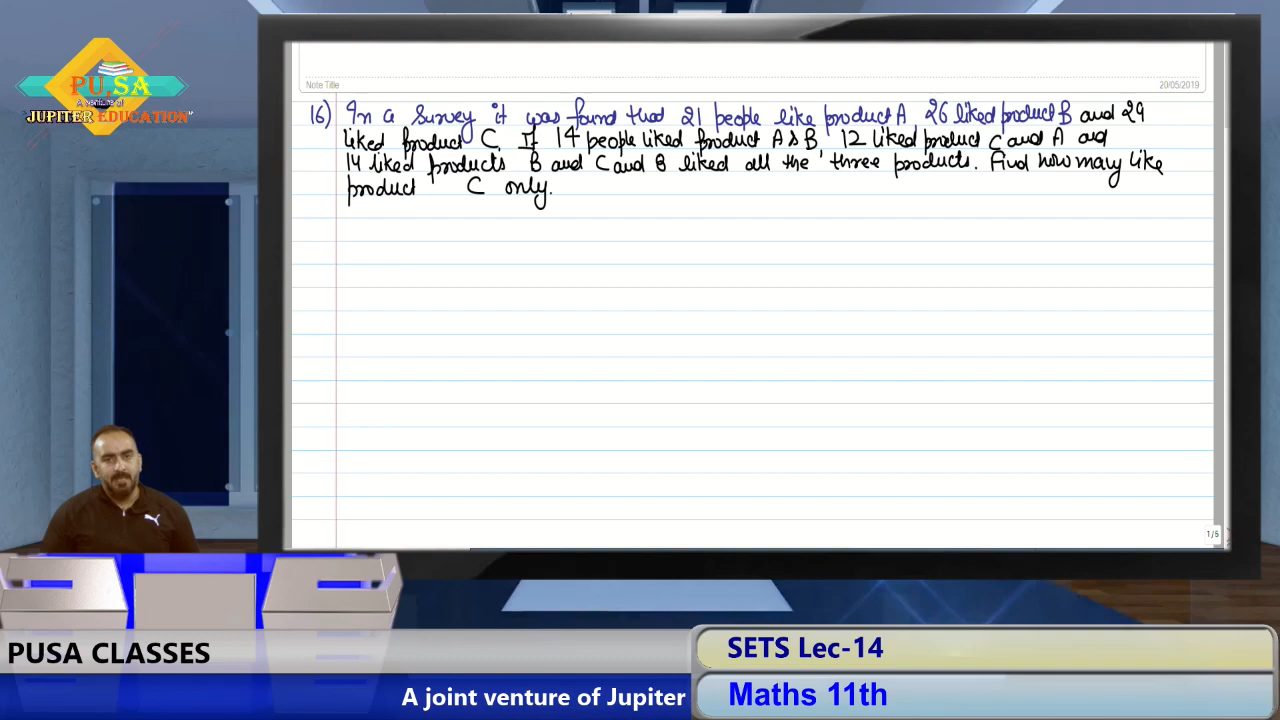 PU,SA
A venture of
JUPITER EDUCATION"
Note Title
20/05/2019
16) In a survey it was found that 21 people like product A, 26 liked product B and 29
liked product C. If 14 people liked product A & B, 12 liked product C and A and
14 liked products B and C and 8 liked all the three products. Find how may like
product C only.
1/5
PUSA CLASSES
SETS Lec-14
A joint venture of Jupiter
Maths 11th